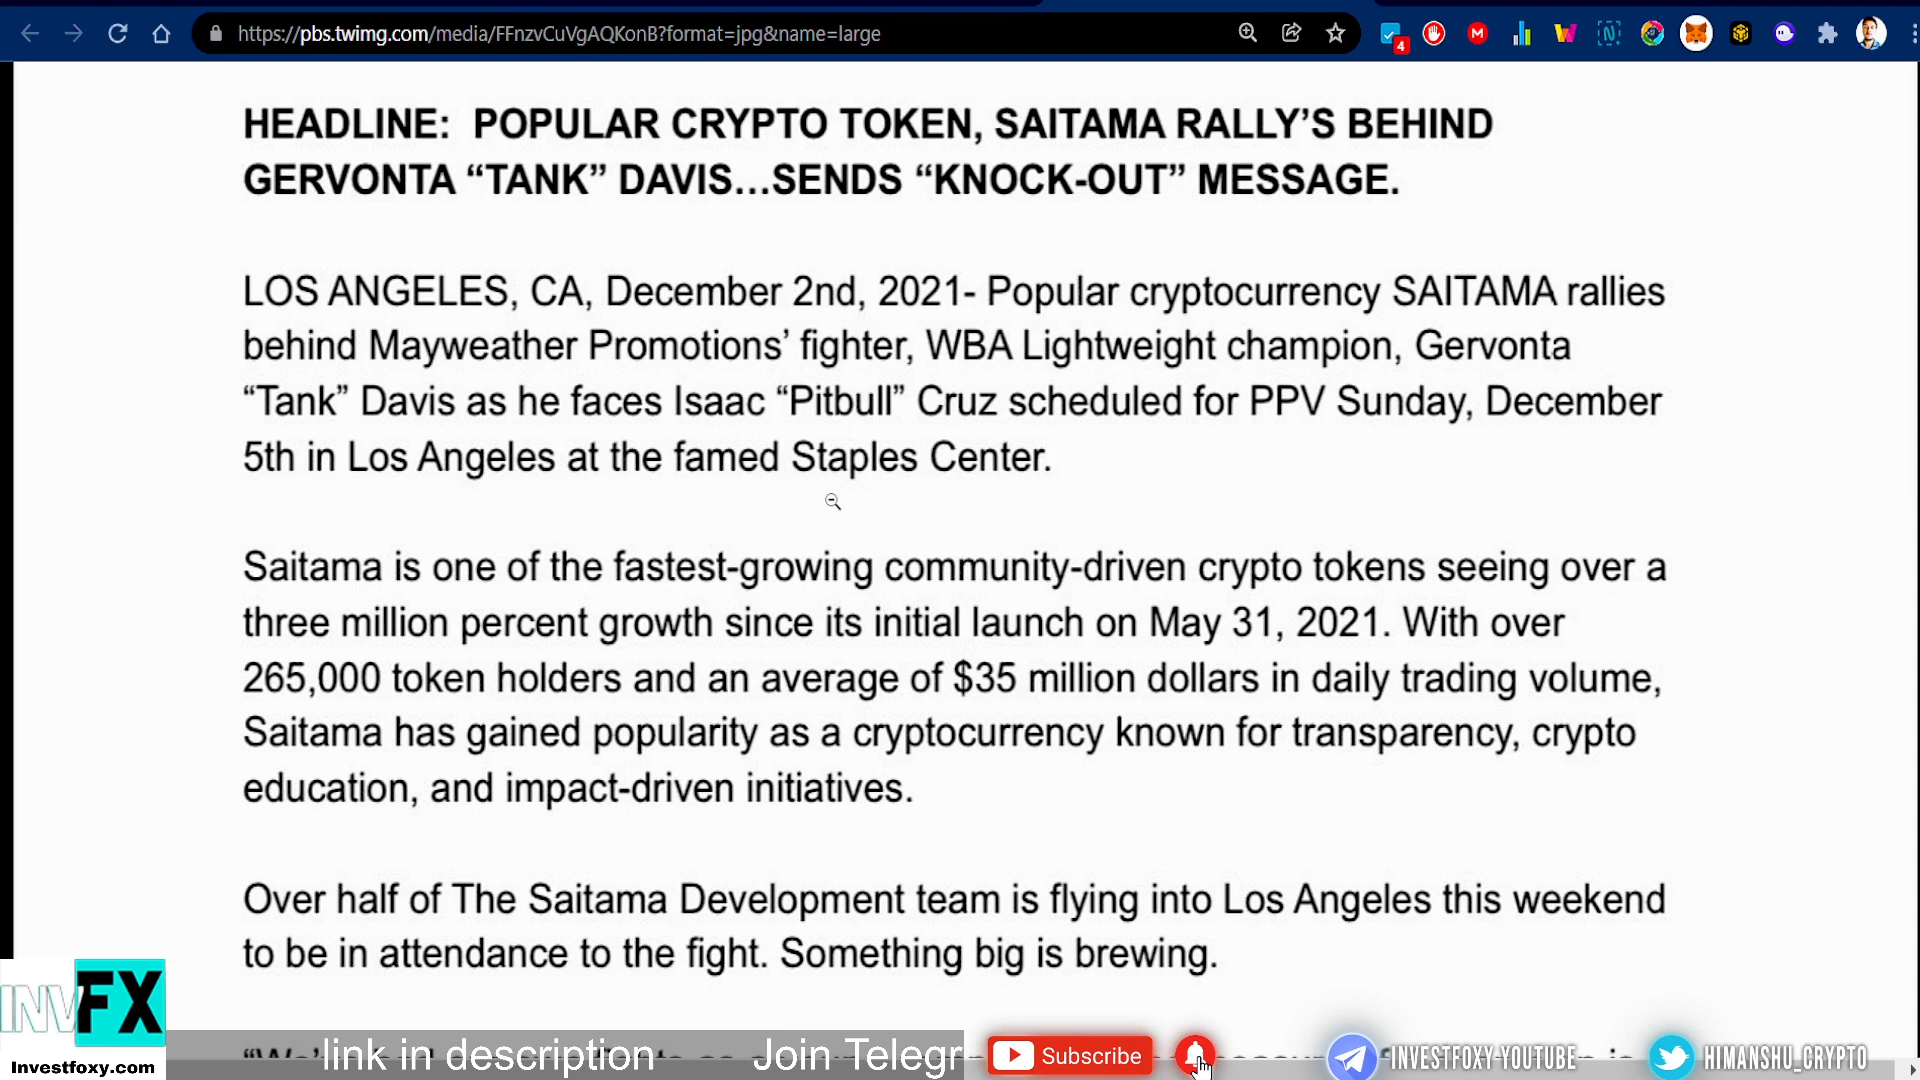 https://pbs.twimg.com/media/FFnzvCuVgAQKonB?format=jpg&name=large
4
HEADLINE: POPULAR CRYPTO TOKEN, SAITAMA RALLY’S BEHIND
GERVONTA “TANK” DAVIS...SENDS “KNOCK-OUT” MESSAGE.
LOS ANGELES, CA, December 2nd, 2021- Popular cryptocurrency SAITAMA rallies
behind Mayweather Promotions’ fighter, WBA Lightweight champion, Gervonta
“Tank” Davis as he faces Isaac “Pitbull” Cruz scheduled for PPV Sunday, December
5th in Los Angeles at the famed Staples Center.
Saitama is one of the fastest-growing community-driven crypto tokens seeing over a
three million percent growth since its initial launch on May 31, 2021. With over
265,000 token holders and an average of $35 million dollars in daily trading volume,
Saitama has gained popularity as a cryptocurrency known for transparency, crypto
education, and impact-driven initiatives.
Over half of The Saitama Development team is flying into Los Angeles this weekend
to be in attendance to the fight. Something big is brewing.
INVFX
Investfoxy.com
link in description Join Telegr
Subscribe
INVESTFOXY-YOUTUBE
HIMANSHU_CRYPTO